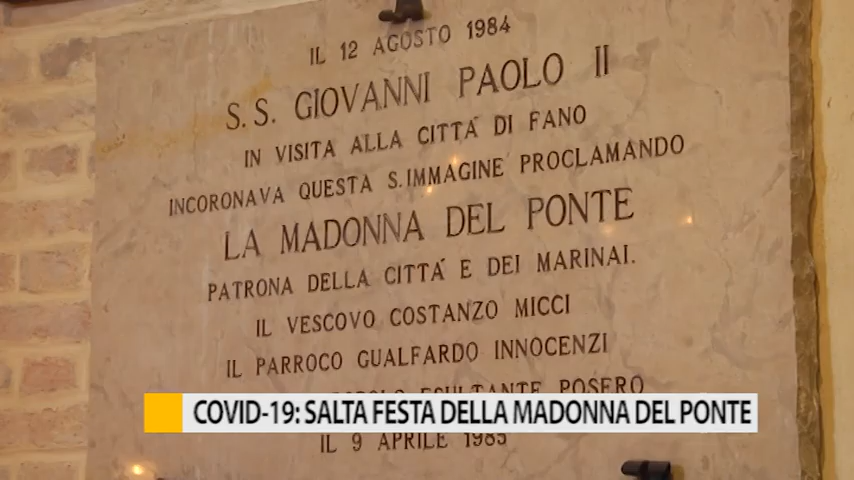 IL 12 AGOSTO 1984
S.S. GIOVANNI PAOLO II
IN VISITA ALLA CITTÀ DI FANO
INCORONAVA QUESTA S. IMMAGINE PROCLAMANDO
LA MADONNA DEL PONTE
PATRONA DELLA CITTÀ E DEI MARINAI.
IL VESCOVO COSTANZO MICCI
IL PARROCO GUALFARDO INNOCENZI
ESULTANTE POSERO
COVID-19: SALTA FESTA DELLA MADONNA DEL PONTE
IL 9 APRILE 1985